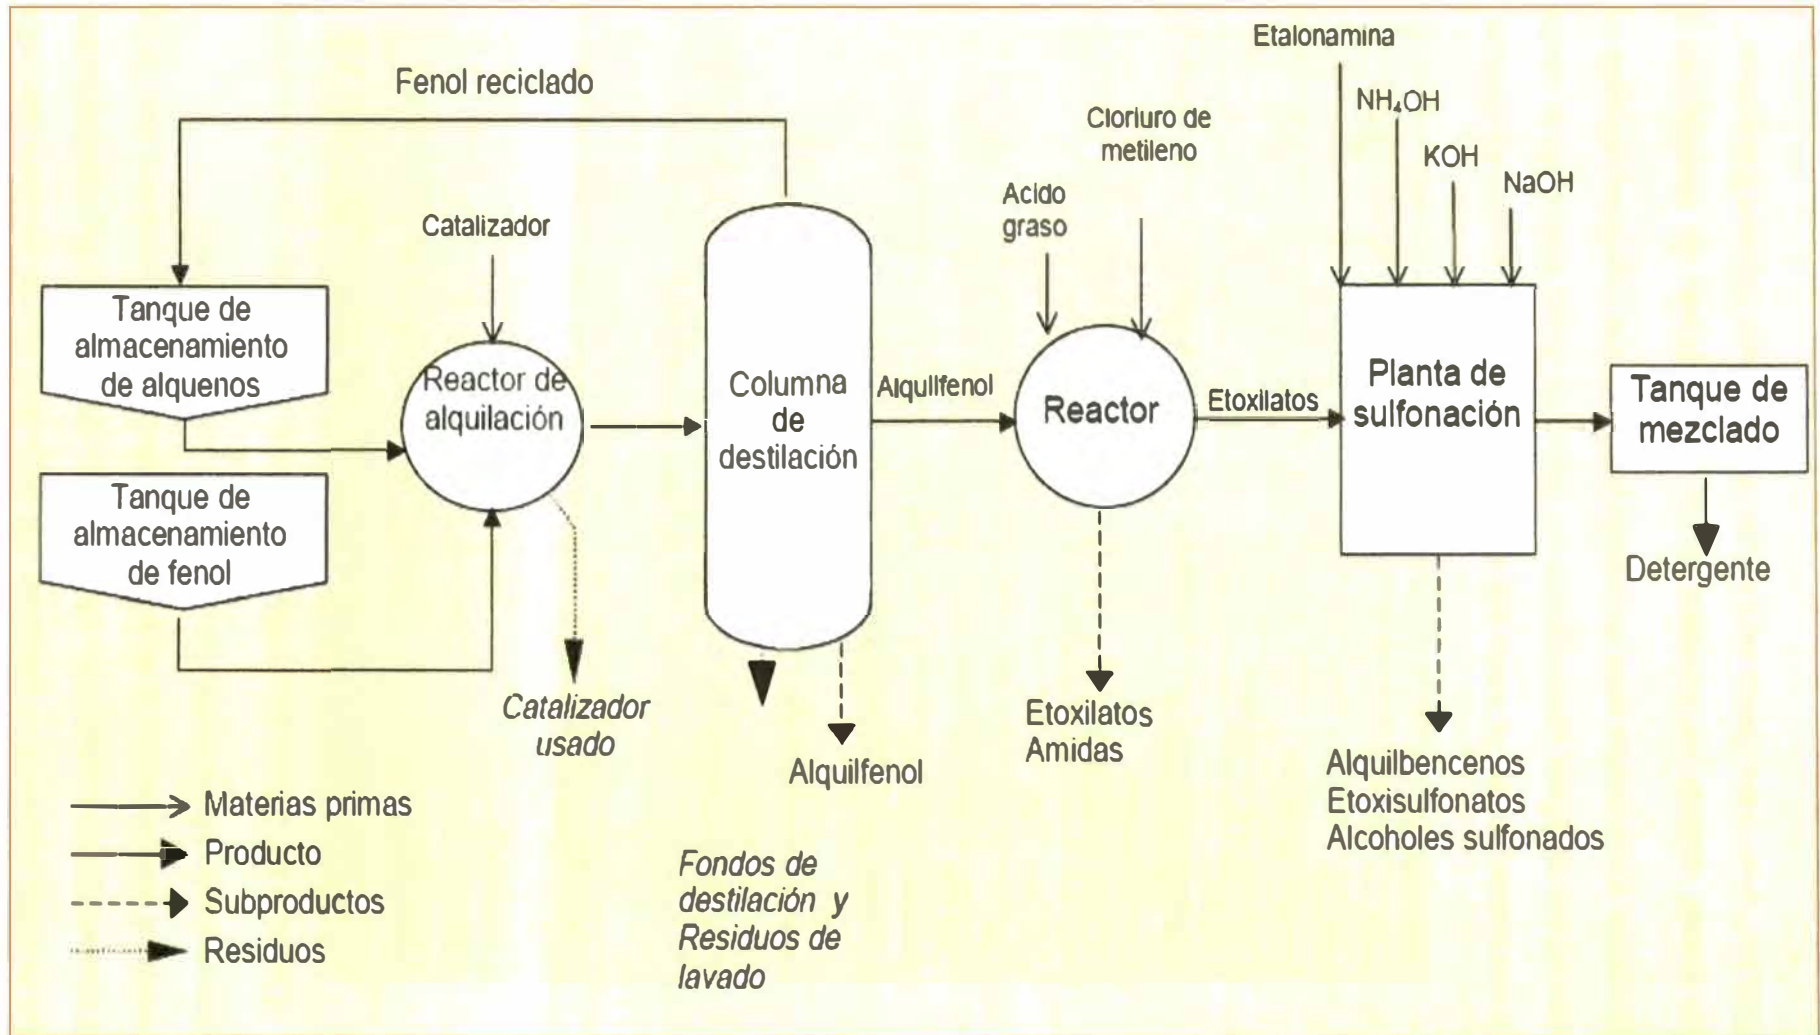 Etalonamina
Fenol reciclado
NH₄OH
Cloriuro de
metileno
KOH
NaOH
Acido
graso
Catalizador
Tanque de
almacenamiento
de alquenos
Reactor de
alquilación
Columna
de
destilación
Alquilfenol
Reactor
Etoxilatos
Planta de
sulfonación
Tanque de
mezclado
Tanque de
almacenamiento
de fenol
Detergente
Catalizador
usado
Alquilfenol
Etoxilatos
Amidas
Alquilbencenos
Etoxisulfonatos
Alcoholes sulfonados
Materias primas
Producto
Subproductos
Residuos
Fondos de
destilación y
Residuos de
lavado